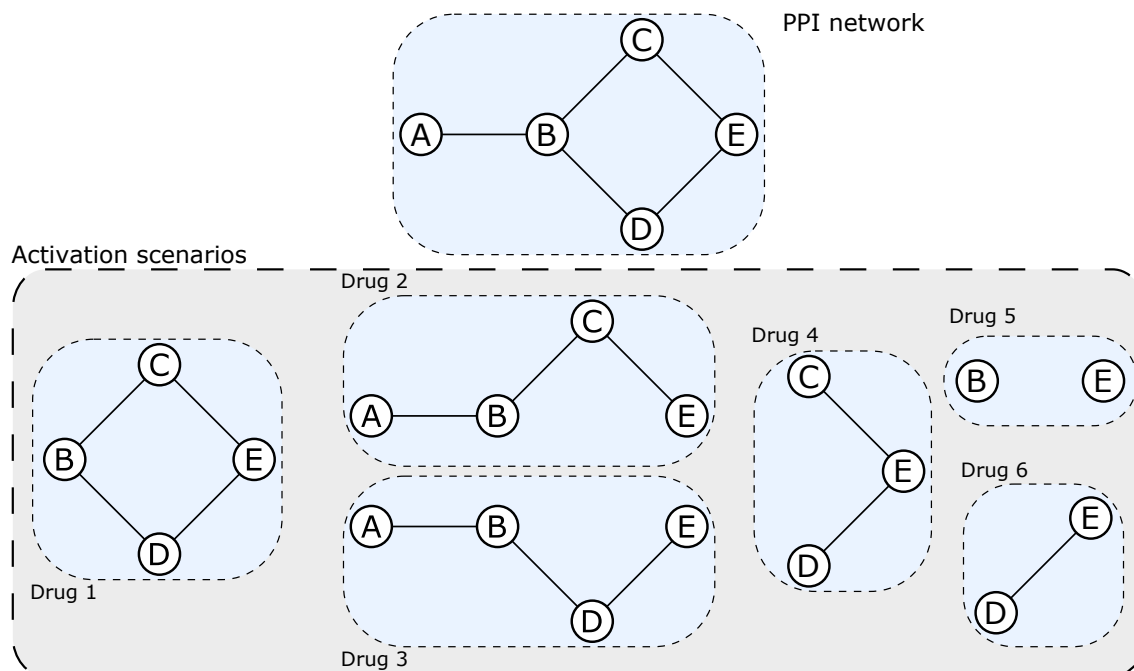 PPI network
C
A
B
E
D
Activation scenarios
Drug 1
C
B
E
D
Drug 2
C
A
B
E
Drug 3
A
B
E
D
Drug 4
C
E
D
Drug 5
B
E
Drug 6
E
D